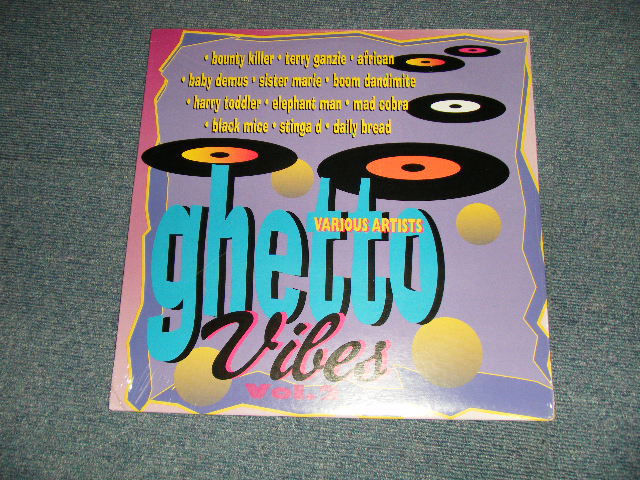 • bounty killer • terry ganzie • african
• baby demus • sister marie • boom dandimite
• harry toddler • elephant man • mad cobra
• black mice • stinga d • daily bread
VARIOUS ARTISTS
ghetto
Vibes
Vol.